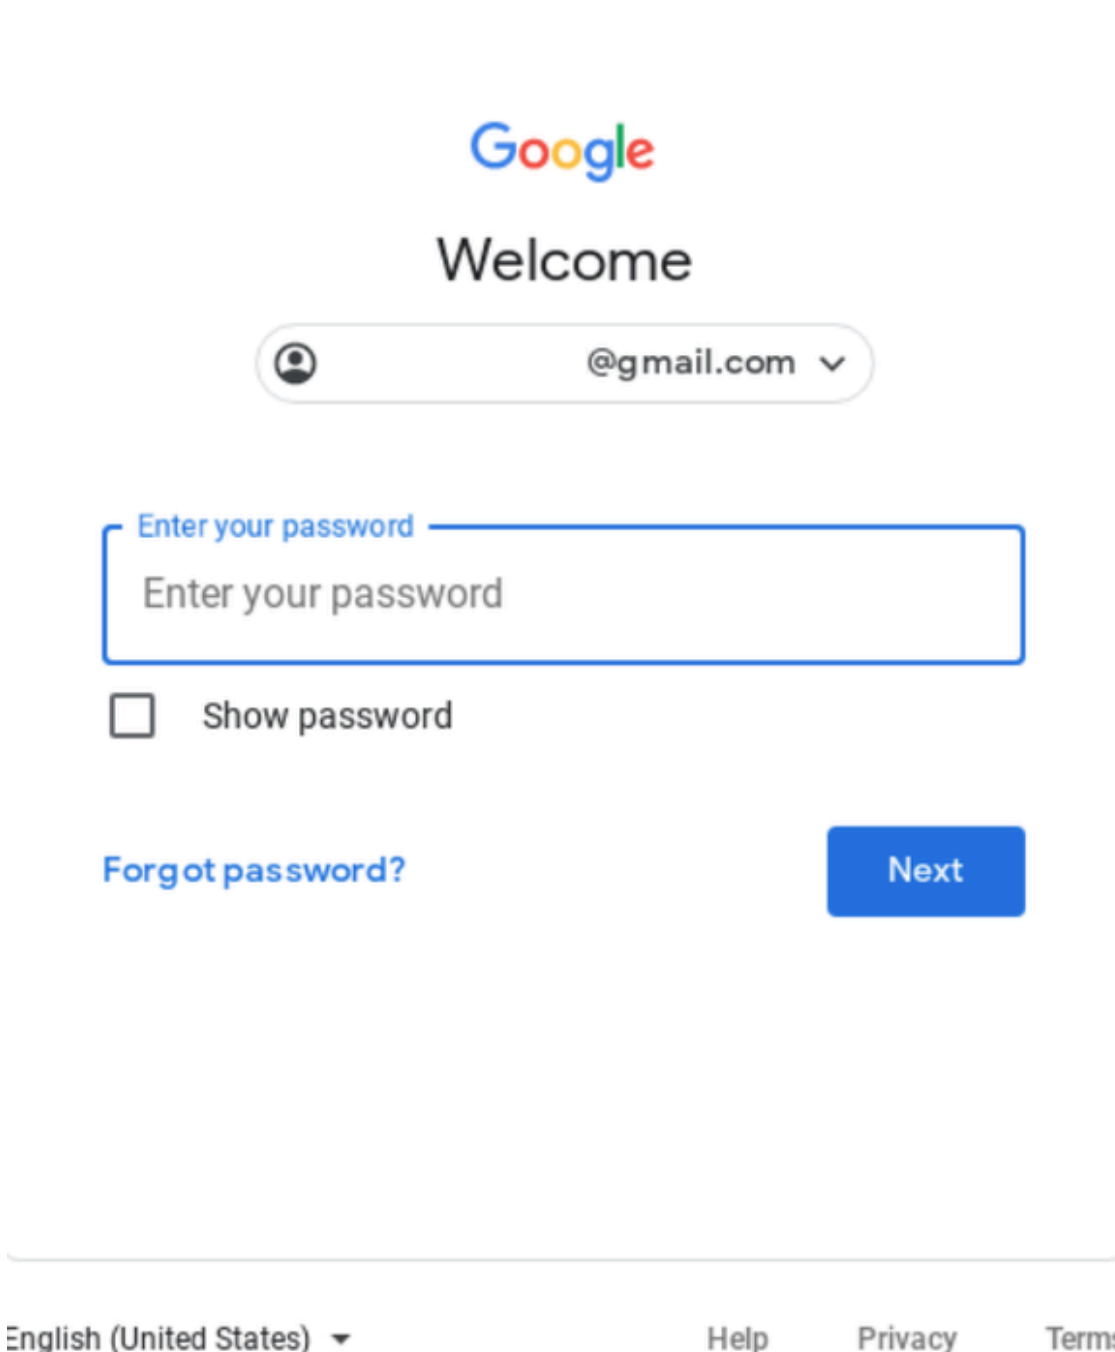 Google
Welcome
@gmail.com
Enter your password
Enter your password
Show password
Forgot password? Next
English (United States) Help Privacy Terms